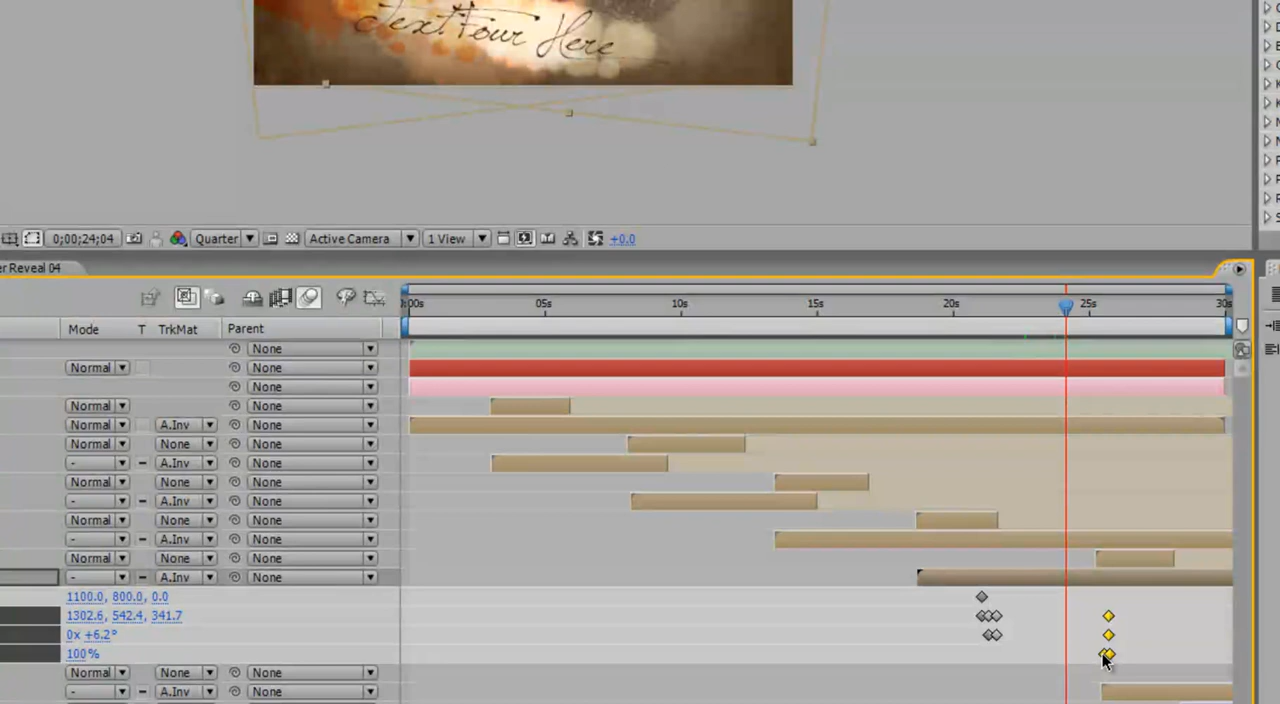 Text Four Here
0;00;24;04
Quarter
Active Camera
1 View
+0.0
er Reveal 04
:00s 05s 10s 15s 20s 25s 30s
Mode T TrkMat Parent
None
Normal None
None
Normal None
Normal A.Inv None
Normal None None
- A.Inv None
Normal None None
- A.Inv None
Normal None None
- A.Inv None
Normal None None
- A.Inv None
1100.0, 800.0, 0.0
1302.6, 542.4, 341.7
0x +6.2°
100%
Normal None None
- A.Inv None